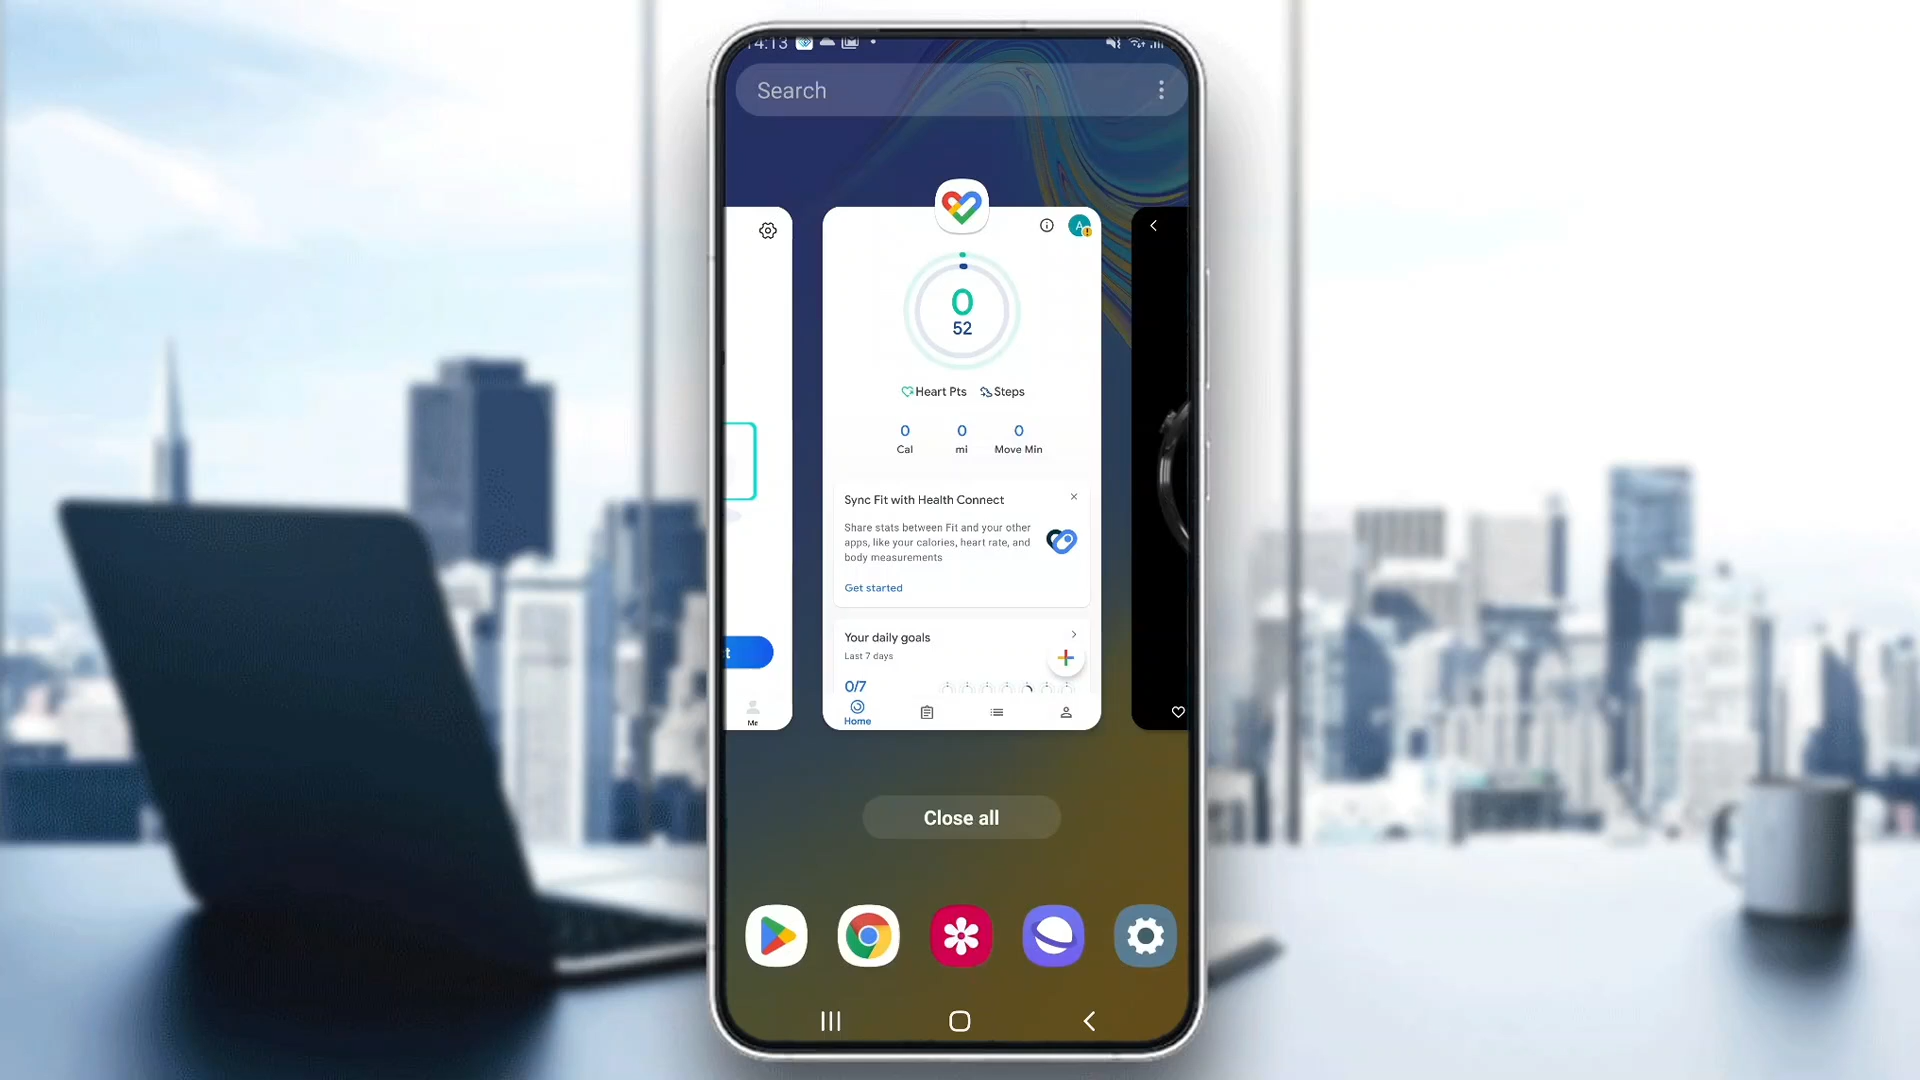 14:13
Search
A
0
52
Heart Pts
Steps
0
0
0
Cal
mi
Move Min
Sync Fit with Health Connect
Share stats between Fit and your other
apps, like your calories, heart rate, and
body measurements
Get started
Your daily goals
Last 7 days
0/7
Home
t
Me
Close all